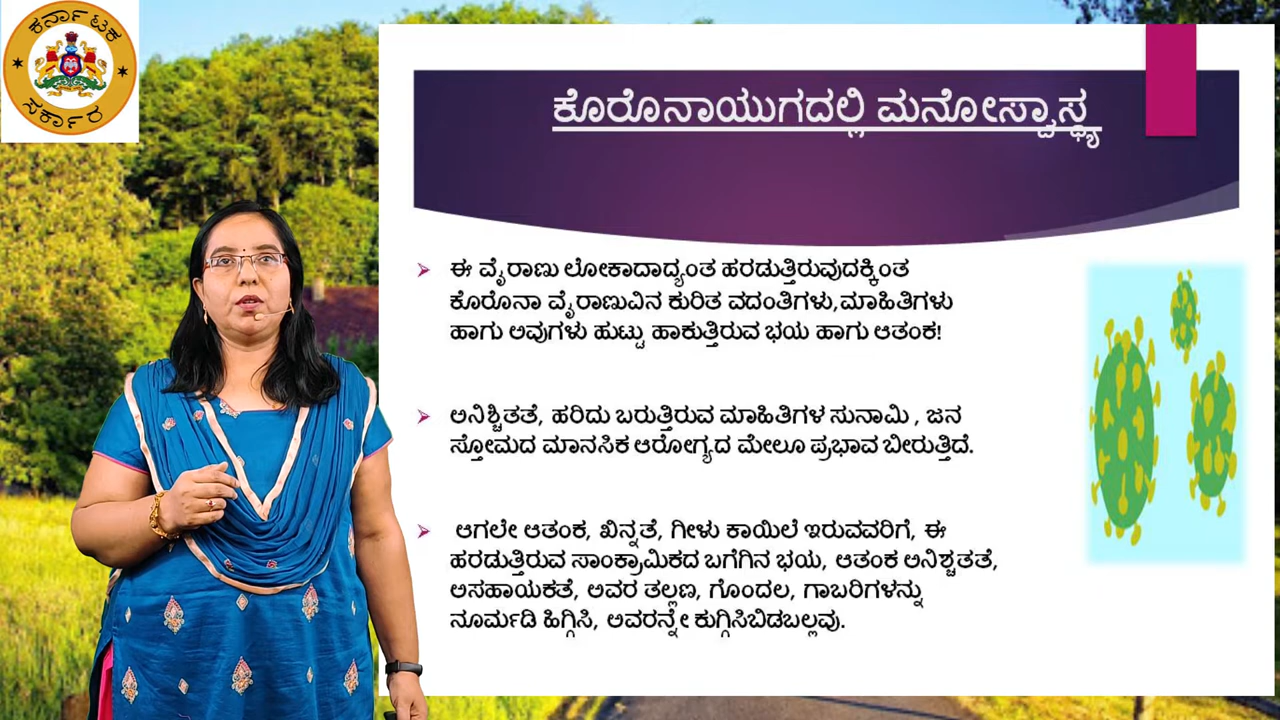 ಕರ್ನಾಟಕ
ಸರ್ಕಾರ
ಕೊರೊನಾಯುಗದಲ್ಲಿ ಮನೋಸ್ವಾಸ್ಥ್ಯ
ಈ ವೈರಾಣು ಲೋಕಾದಾದ್ಯಂತ ಹರಡುತ್ತಿರುವುದಕ್ಕಿಂತ
ಕೊರೊನಾ ವೈರಾಣುವಿನ ಕುರಿತ ವದಂತಿಗಳು,ಮಾಹಿತಿಗಳು
ಹಾಗು ಅವುಗಳು ಹುಟ್ಟು ಹಾಕುತ್ತಿರುವ ಭಯ ಹಾಗು ಆತಂಕ!
ಅನಿಶ್ಚಿತತೆ, ಹರಿದು ಬರುತ್ತಿರುವ ಮಾಹಿತಿಗಳ ಸುನಾಮಿ , ಜನ
ಸ್ತೋಮದ ಮಾನಸಿಕ ಆರೋಗ್ಯದ ಮೇಲೂ ಪ್ರಭಾವ ಬೀರುತ್ತಿದೆ.
ಆಗಲೇ ಆತಂಕ, ಖಿನ್ನತೆ, ಗೀಳು ಕಾಯಿಲೆ ಇರುವವರಿಗೆ, ಈ
ಹರಡುತ್ತಿರುವ ಸಾಂಕ್ರಾಮಿಕದ ಬಗೆಗಿನ ಭಯ, ಆತಂಕ ಅನಿಶ್ಚತತೆ,
ಅಸಹಾಯಕತೆ, ಅವರ ತಲ್ಲಣ, ಗೊಂದಲ, ಗಾಬರಿಗಳನ್ನು
ನೂರ್ಮಡಿ ಹಿಗ್ಗಿಸಿ, ಅವರನ್ನೇ ಕುಗ್ಗಿಸಿಬಿಡಬಲ್ಲವು.